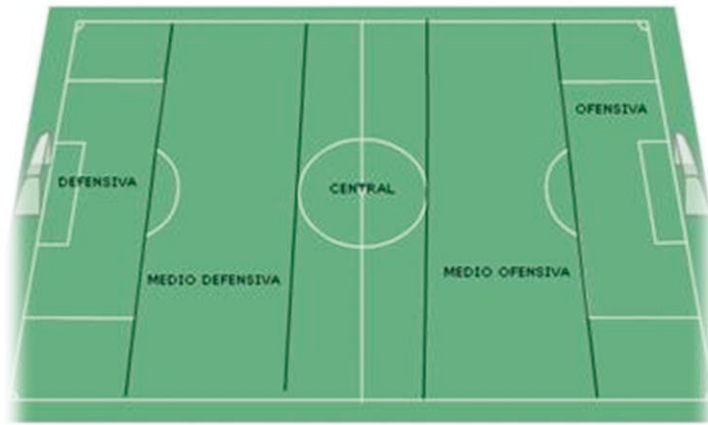 OFENSIVA
DEFENSIVA
CENTRAL
MEDIO DEFENSIVA
MEDIO OFENSIVA